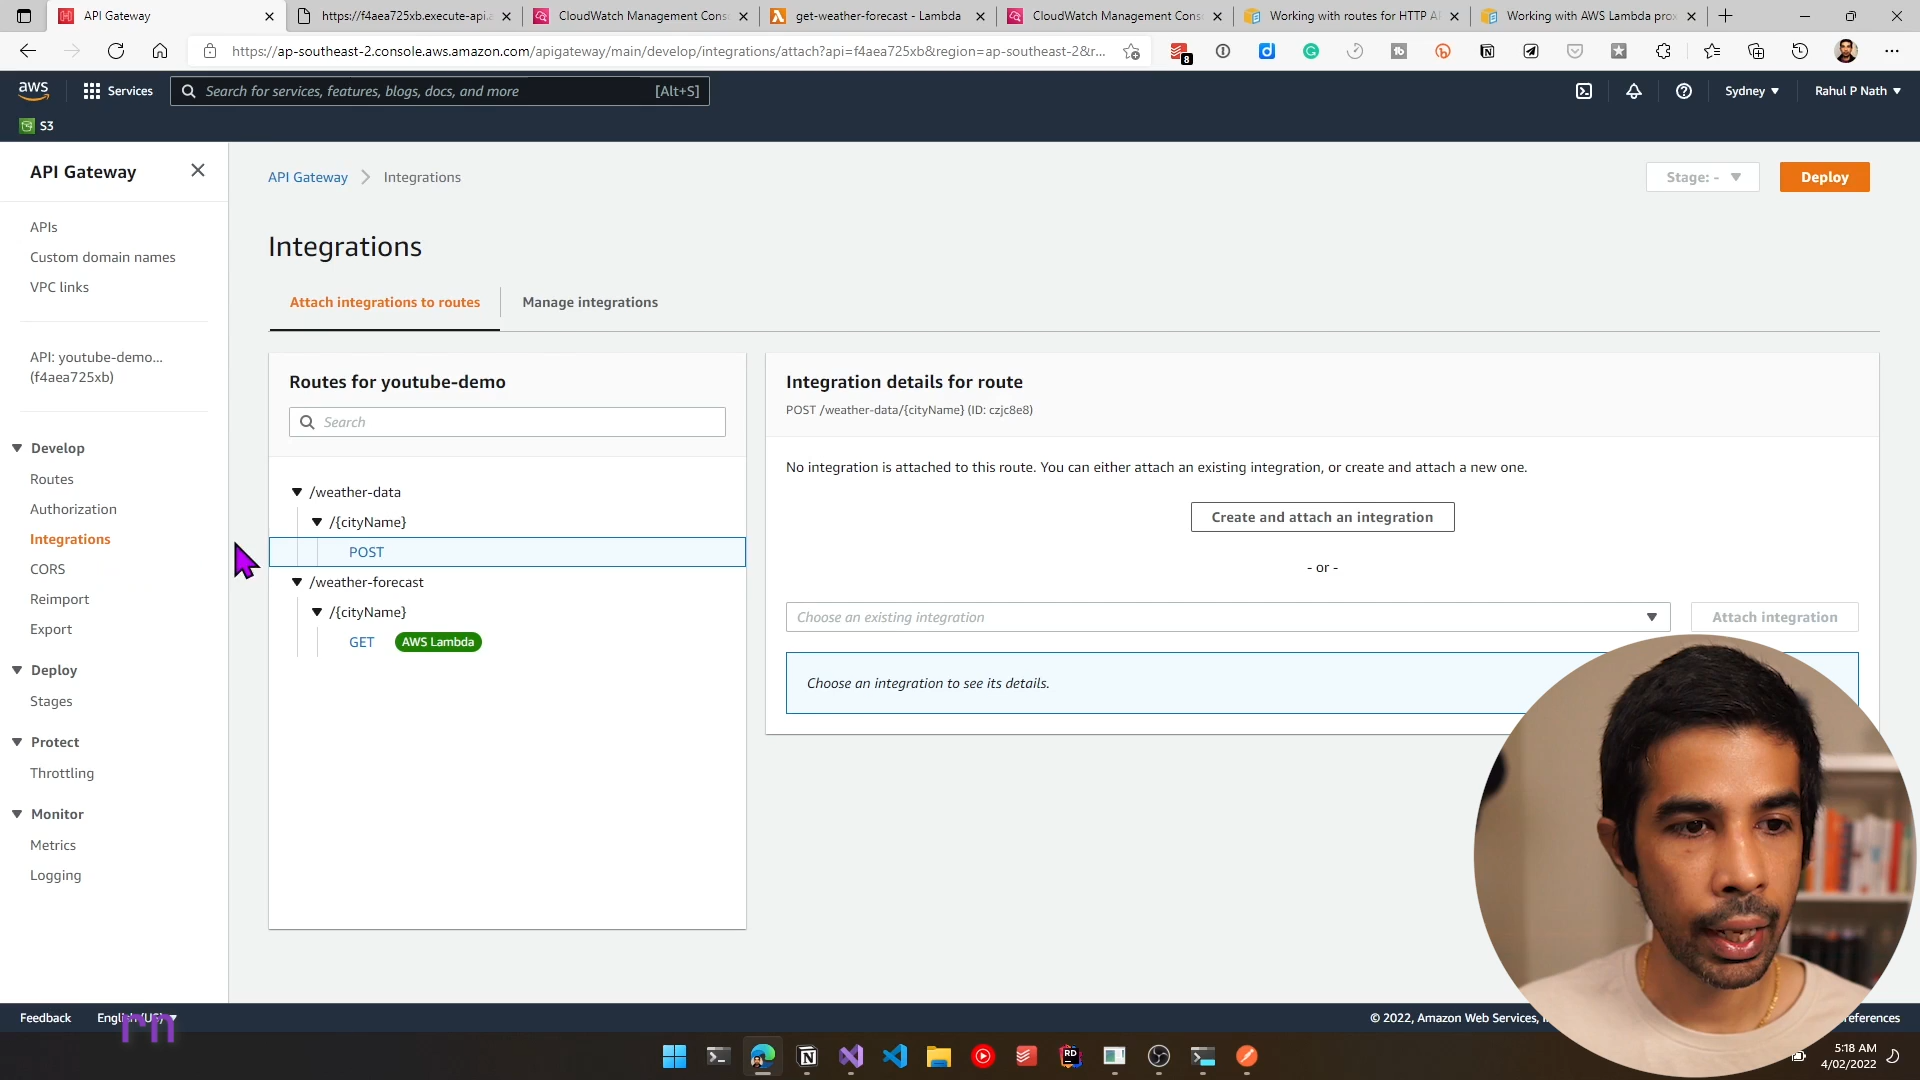 API Gateway
https://f4aea725xb.execute-api.a
CloudWatch Management Cons
get-weather-forecast - Lambda
CloudWatch Management Cons
Working with routes for HTTP A
Working with AWS Lambda prox
https://ap-southeast-2.console.aws.amazon.com/apigateway/main/develop/integrations/attach?api=f4aea725xb&region=ap-southeast-2&r...
8
aws
Services
Search for services, features, blogs, docs, and more
[Alt+S]
Sydney
Rahul P Nath
S3
API Gateway
APIs
Custom domain names
VPC links
API: youtube-demo...
(f4aea725xb)
Develop
Routes
Authorization
Integrations
CORS
Reimport
Export
Deploy
Stages
Protect
Throttling
Monitor
Metrics
Logging
API Gateway
Integrations
Stage: -
Deploy
Integrations
Attach integrations to routes
Manage integrations
Routes for youtube-demo
Search
/weather-data
/{cityName}
POST
/weather-forecast
/{cityName}
GET
AWS Lambda
Integration details for route
POST /weather-data/{cityName} (ID: czjc8e8)
No integration is attached to this route. You can either attach an existing integration, or create and attach a new one.
Create and attach an integration
- or -
Choose an existing integration
Attach integration
Choose an integration to see its details.
Feedback
English (US)
© 2022, Amazon Web Services,
references
5:18 AM
4/02/2022